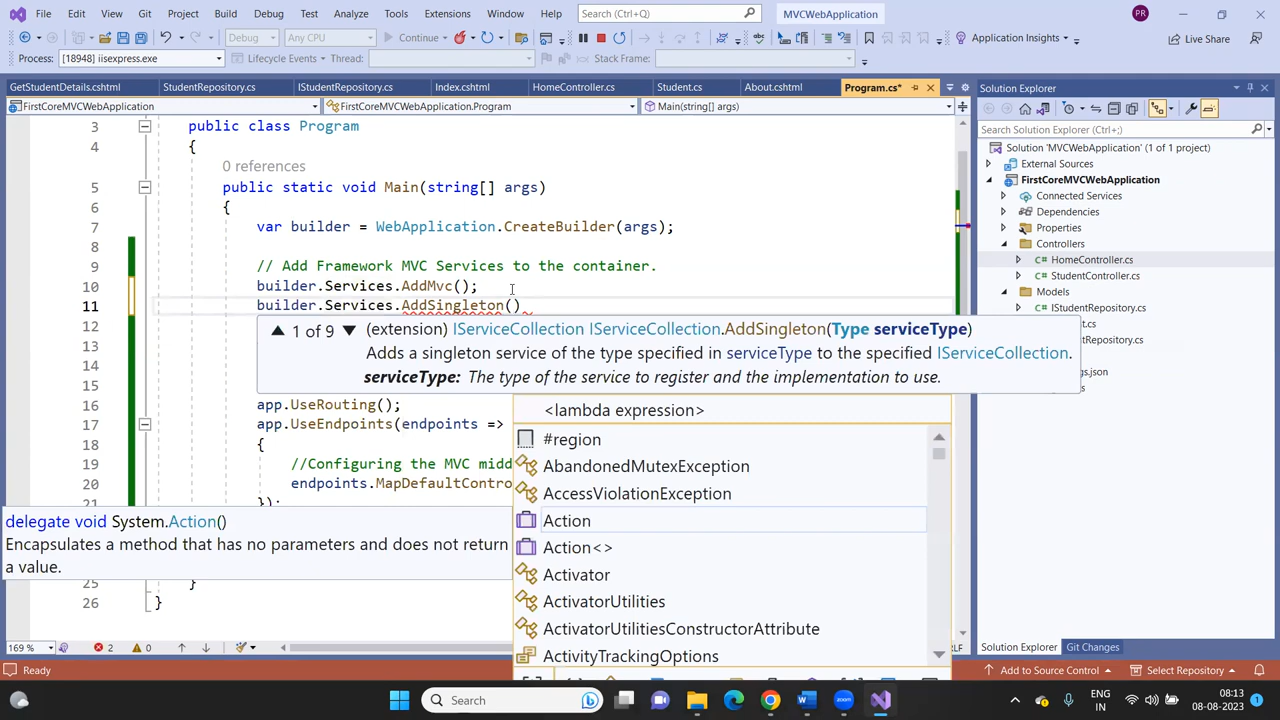 File Edit View Git Project Build Debug Test Analyze Tools Extensions Window Help Search (Ctrl+Q) MVCWebApplication PR
Debug Any CPU Continue Application Insights Live Share
Process: [18948] iisexpress.exe Lifecycle Events Thread: Stack Frame:
GetStudentDetails.cshtml StudentRepository.cs IStudentRepository.cs Index.cshtml HomeController.cs Student.cs About.cshtml Program.cs*
FirstCoreMVCWebApplication FirstCoreMVCWebApplication.Program Main(string[] args)
3 public class Program
4 {
0 references
5 public static void Main(string[] args)
6 {
7 var builder = WebApplication.CreateBuilder(args);
8
9 // Add Framework MVC Services to the container.
10 builder.Services.AddMvc();
11 builder.Services.AddSingleton()
12
13
14
15
16 app.UseRouting();
17 app.UseEndpoints(endpoints =>
18 {
19 //Configuring the MVC midd
20 endpoints.MapDefaultContro
21 });
25 }
26 }
1 of 9 (extension) IServiceCollection IServiceCollection.AddSingleton(Type serviceType)
Adds a singleton service of the type specified in serviceType to the specified IServiceCollection.
serviceType: The type of the service to register and the implementation to use.
<lambda expression>
#region
AbandonedMutexException
AccessViolationException
Action
Action<>
Activator
ActivatorUtilities
ActivatorUtilitiesConstructorAttribute
ActivityTrackingOptions
delegate void System.Action()
Encapsulates a method that has no parameters and does not return
a value.
Solution Explorer
Search Solution Explorer (Ctrl+;)
Solution 'MVCWebApplication' (1 of 1 project)
External Sources
FirstCoreMVCWebApplication
Connected Services
Dependencies
Properties
Controllers
C# HomeController.cs
C# StudentController.cs
Models
C# IStudentRepository.cs
nt.cs
ntRepository.cs
ngs.json
s
169 % 2 0 LF
Solution Explorer Git Changes
Ready Add to Source Control Select Repository
Search
ENG
IN
08:13
08-08-2023
1